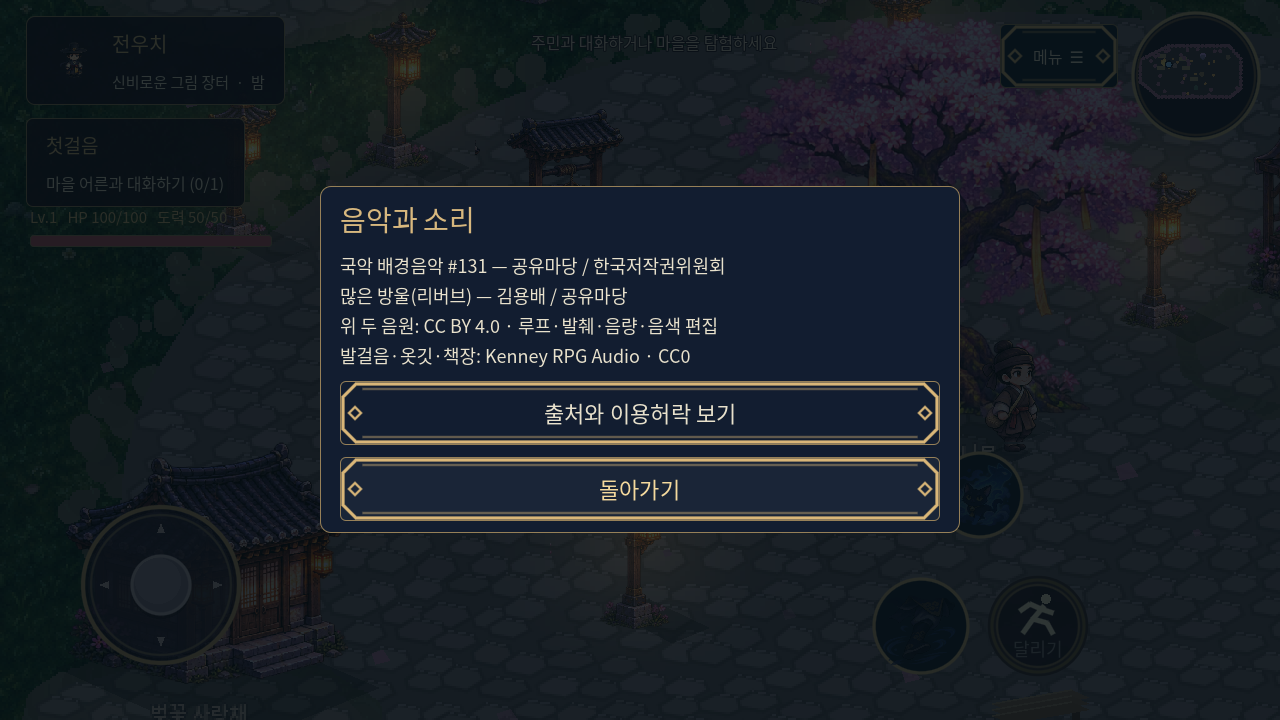 전우치
신비로운 그림 장터 · 밤
주민과 대화하거나 마을을 탐험하세요
메뉴 ☰
첫걸음
마을 어른과 대화하기 (0/1)
Lv.1 HP 100/100 도력 50/50
음악과 소리
국악 배경음악 #131 — 공유마당 / 한국저작권위원회
많은 방울(리버브) — 김용배 / 공유마당
위 두 음원: CC BY 4.0 · 루프·발췌·음량·음색 편집
발걸음·옷깃·책장: Kenney RPG Audio · CC0
출처와 이용허락 보기
돌아가기
달리기
벚꽃 사랑채